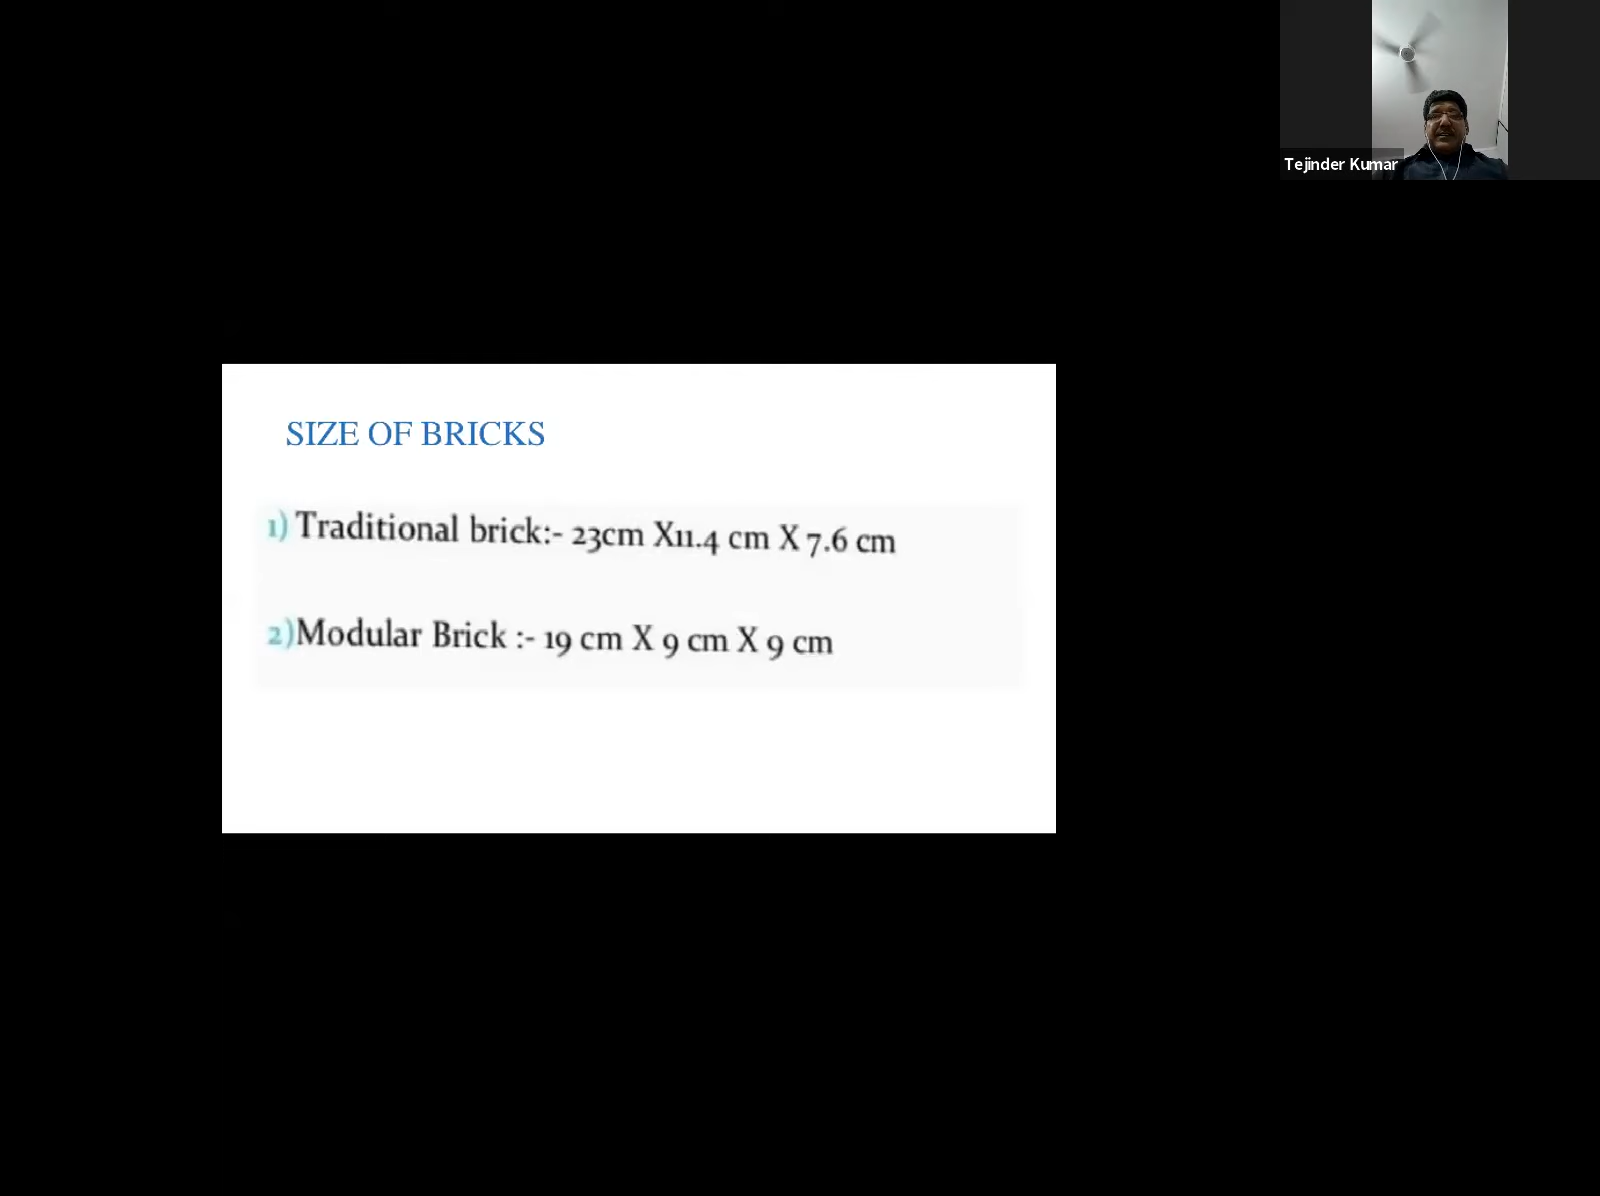 Tejinder Kumar
SIZE OF BRICKS
1) Traditional brick:- 23cm X11.4 cm X 7.6 cm
2)Modular Brick :- 19 cm X 9 cm X 9 cm